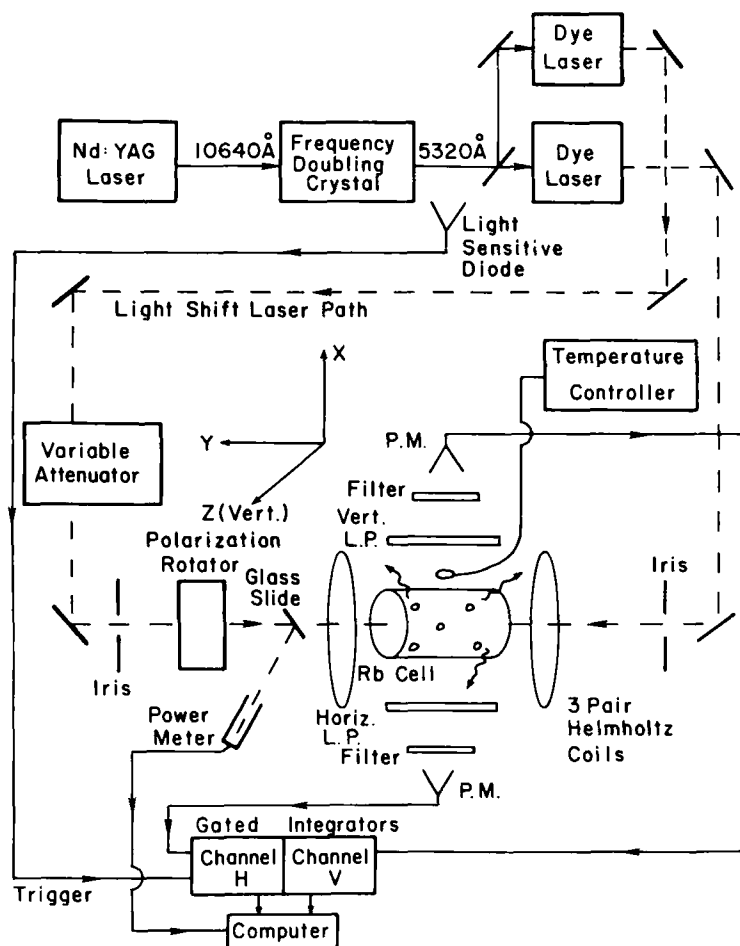 Dye
Laser
Nd:YAG
Laser
10640Å
Frequency
Doubling
Crystal
5320Å
Dye
Laser
Light
Sensitive
Diode
Light Shift Laser Path
X
Y
Z (Vert.)
Temperature
Controller
Variable
Attenuator
P.M.
Filter
Vert.
L.P.
Polarization
Rotator
Glass
Slide
Iris
Iris
Rb Cell
Power
Meter
Horiz.
L.P.
Filter
3 Pair
Helmholtz
Coils
P.M.
Gated Integrators
Channel
H
Channel
V
Trigger
Computer